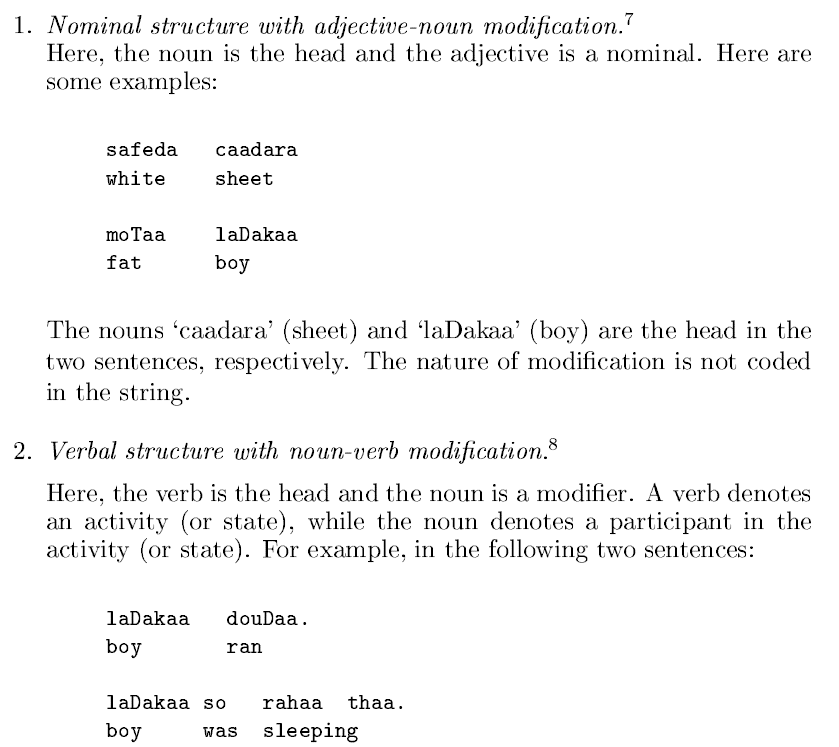 1. Nominal structure with adjective-noun modification.⁷
Here, the noun is the head and the adjective is a nominal. Here are
some examples:
safeda caadara
white sheet
moTaa laDakaa
fat boy
The nouns ‘caadara’ (sheet) and ‘laDakaa’ (boy) are the head in the
two sentences, respectively. The nature of modification is not coded
in the string.
2. Verbal structure with noun-verb modification.⁸
Here, the verb is the head and the noun is a modifier. A verb denotes
an activity (or state), while the noun denotes a participant in the
activity (or state). For example, in the following two sentences:
laDakaa douDaa.
boy ran
laDakaa so rahaa thaa.
boy was sleeping